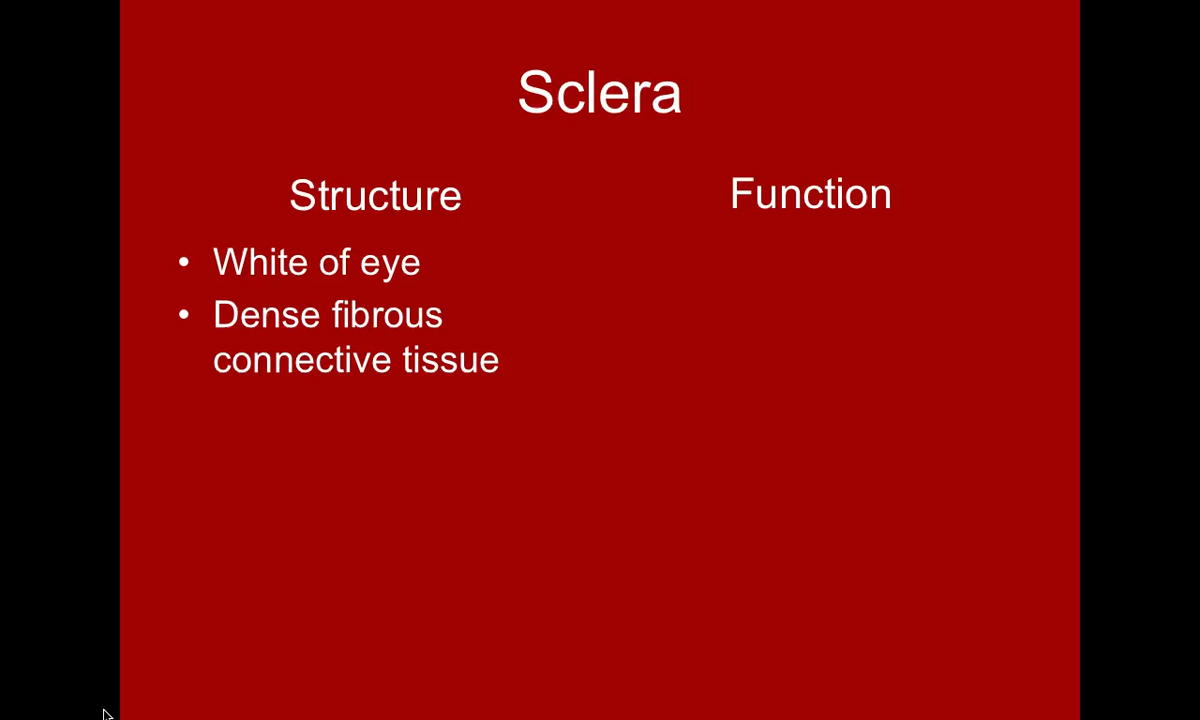 Sclera
Structure
• White of eye
• Dense fibrous
connective tissue
Function